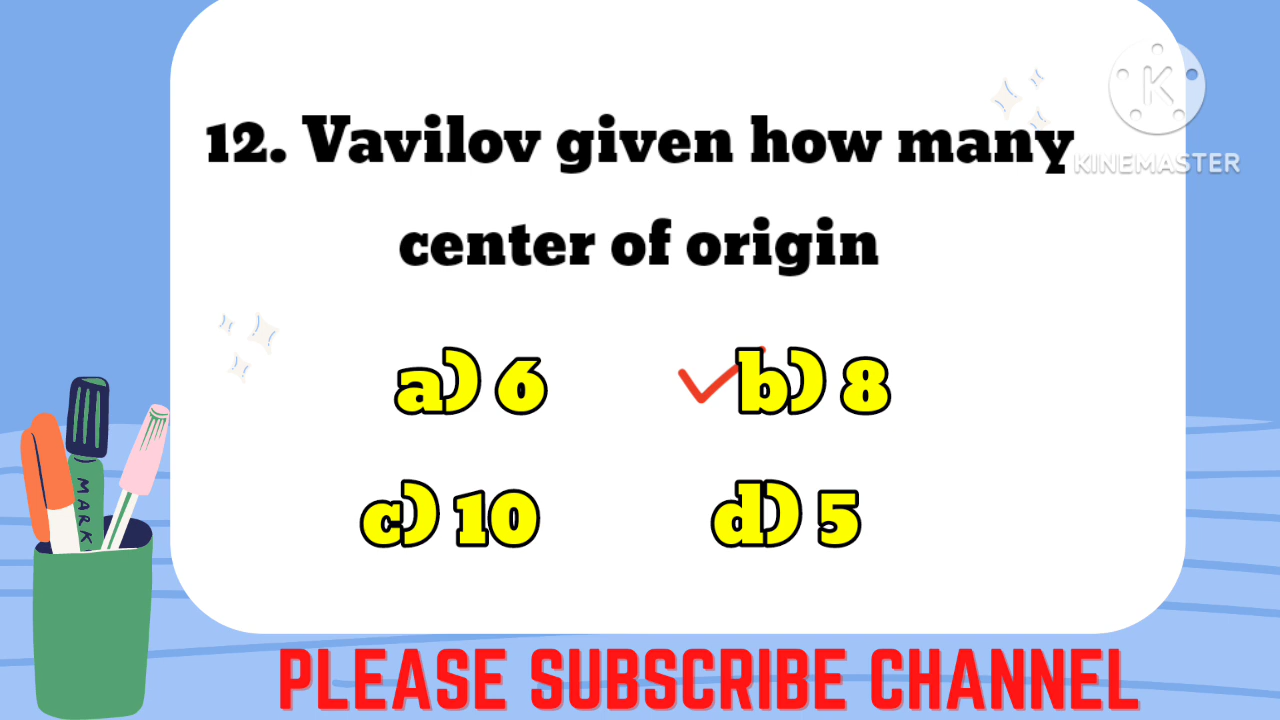 12. Vavilov given how many
center of origin
a) 6
b) 8
c) 10
d) 5
K
KINEMASTER
MARK
PLEASE SUBSCRIBE CHANNEL